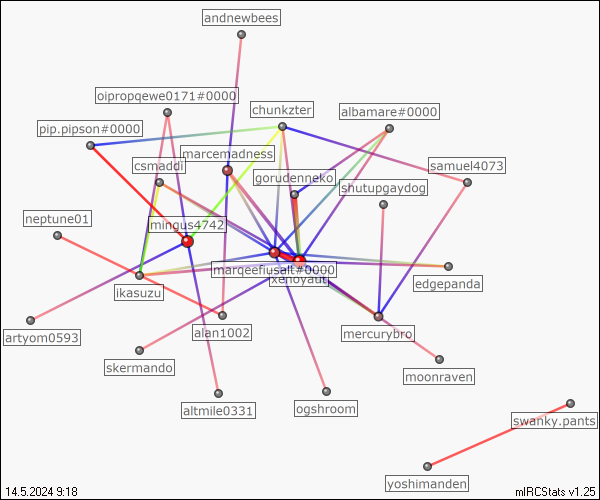 andnewbees
oipropqewe0171#0000
chunkzter
albamare#0000
pip.pipson#0000
marcemadness
csmaddi
samuel4073
gorudenneko
shutupgaydog
neptune01
mingus4742
marqeefiusalt#0000
xenoyaut
ikasuzu
edgepanda
artyom0593
alan1002
mercurybro
skermando
moonraven
altmile0331
ogshroom
swanky.pants
yoshimanden
14.5.2024 9:18
mIRCStats v1.25